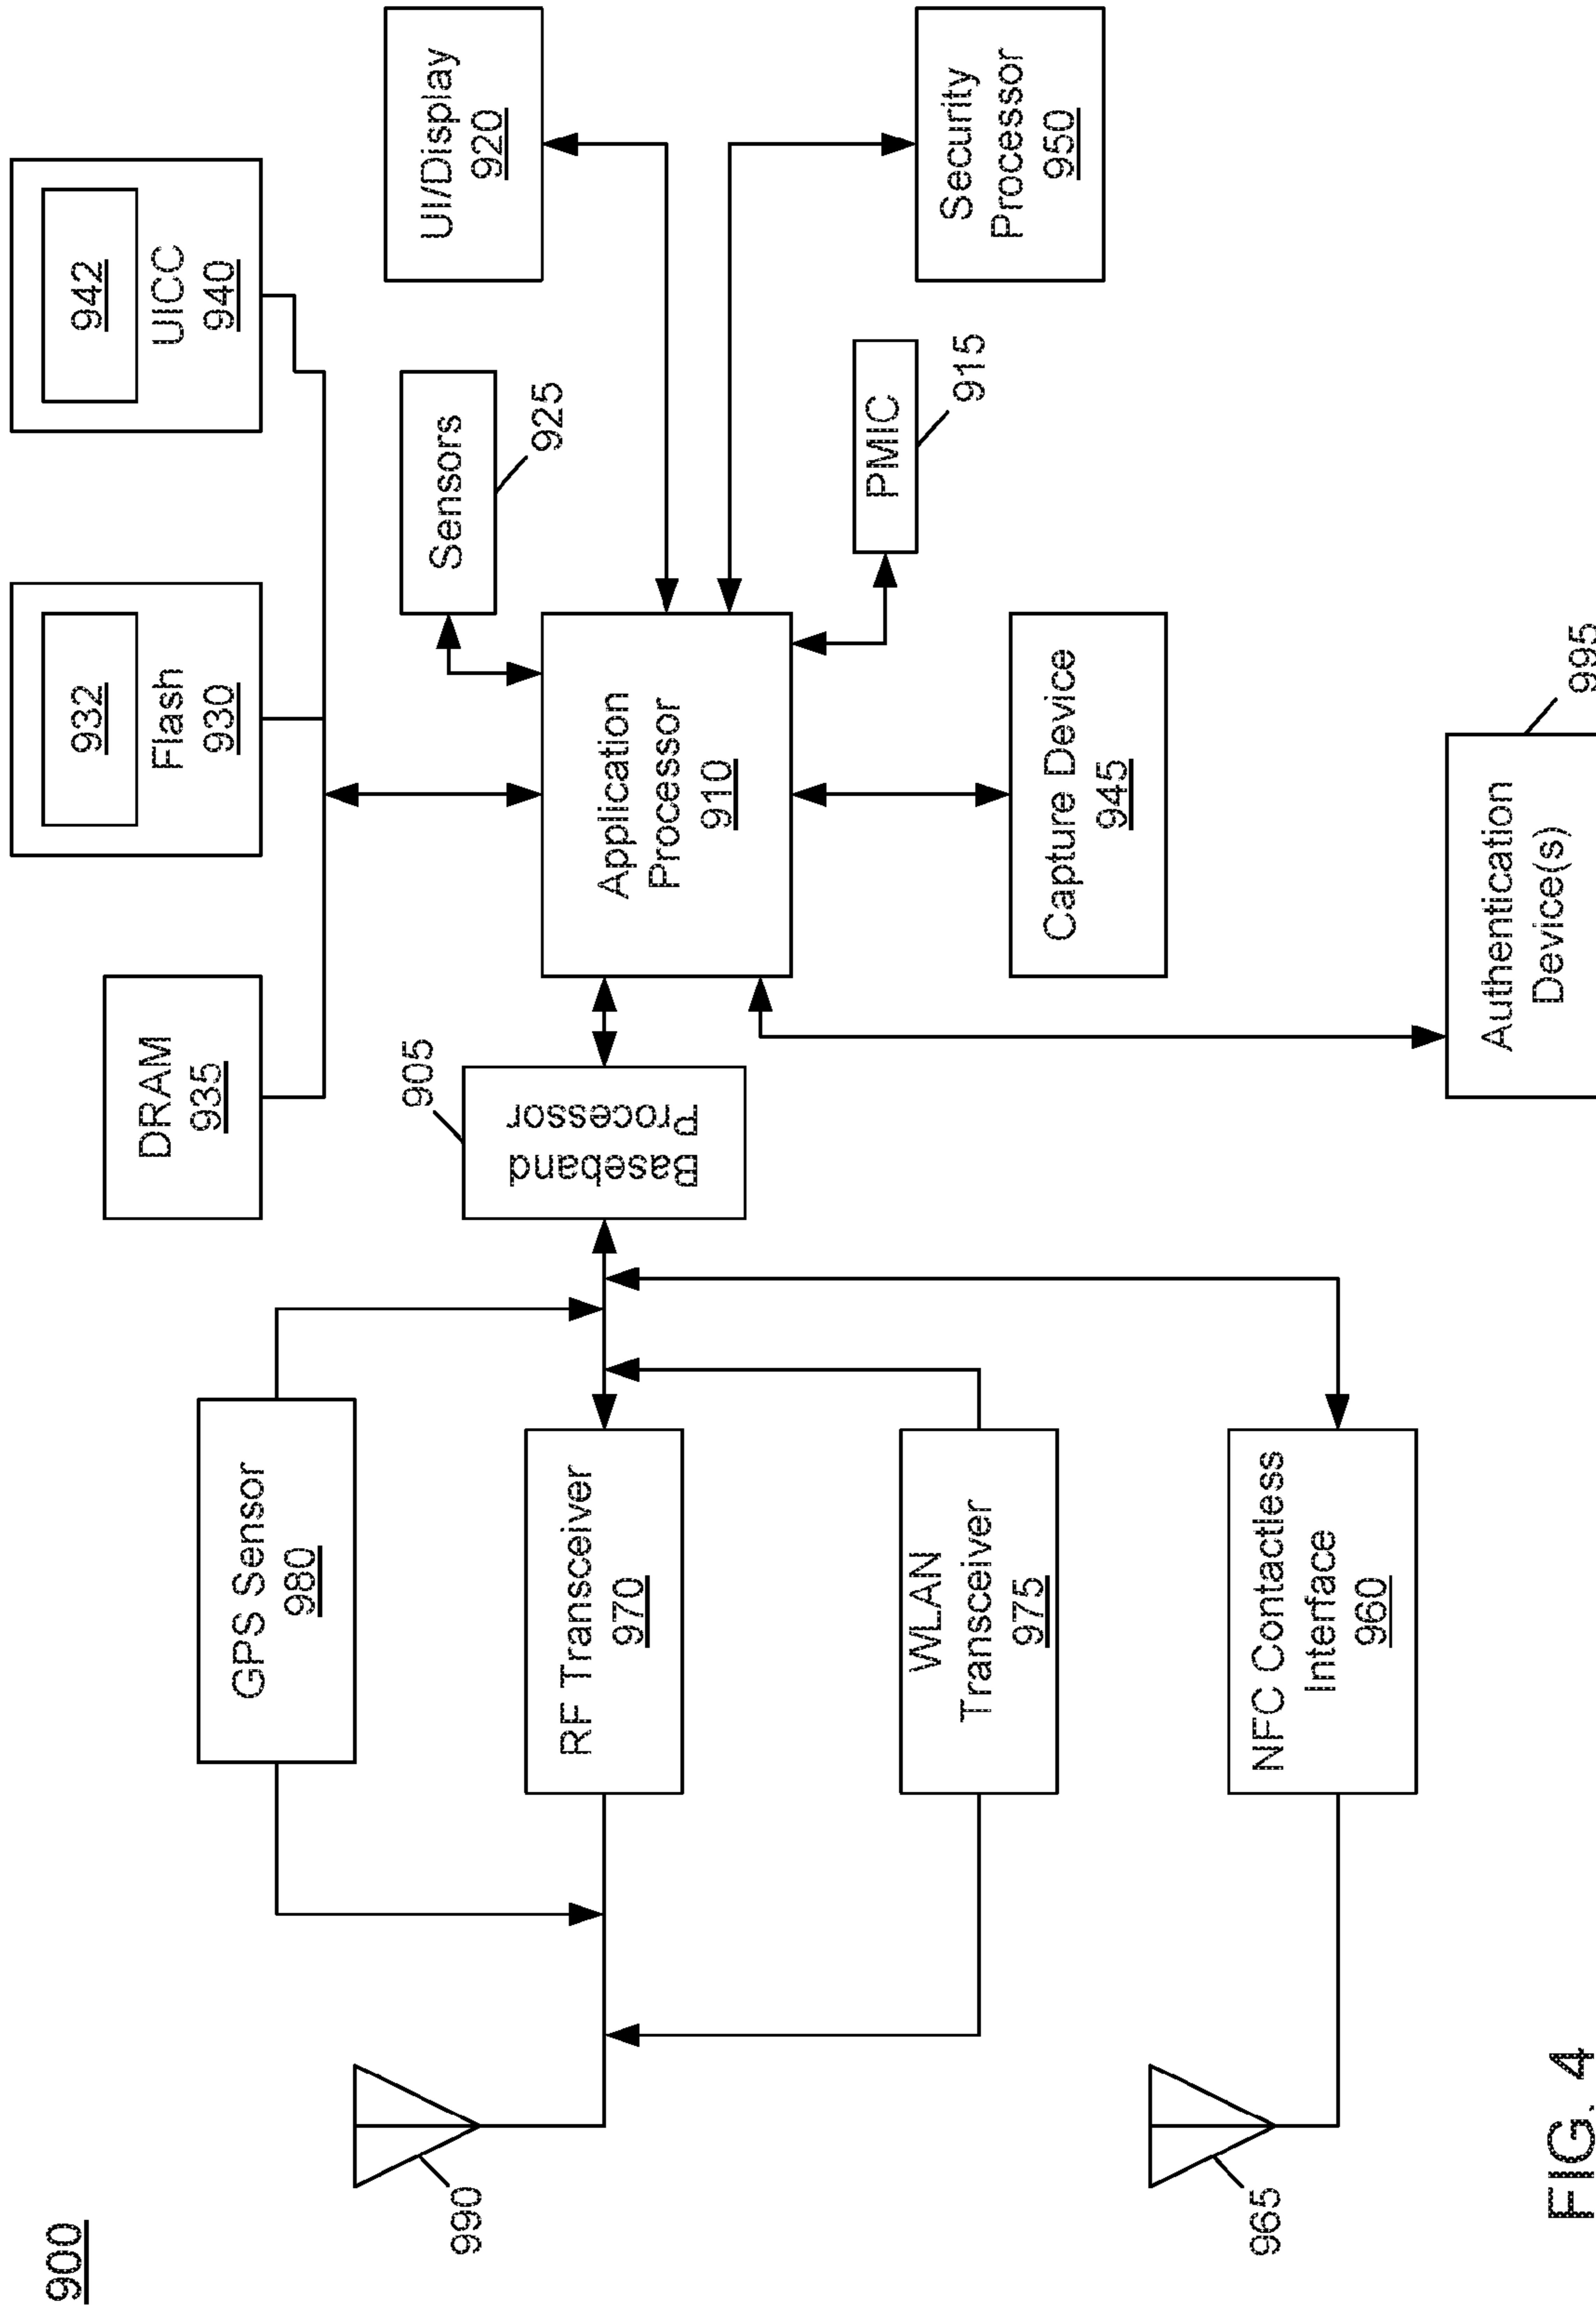 900
DRAM
935
932
Flash
930
942
UICC
940
GPS Sensor
980
905
Baseband
Processor
Sensors
925
UI/Display
920
990
RF Transceiver
970
Application
Processor
910
WLAN
Transceiver
975
PMIC
915
Security
Processor
950
Capture Device
945
965
NFC Contactless
Interface
960
Authentication
Device(s)
995
FIG. 4